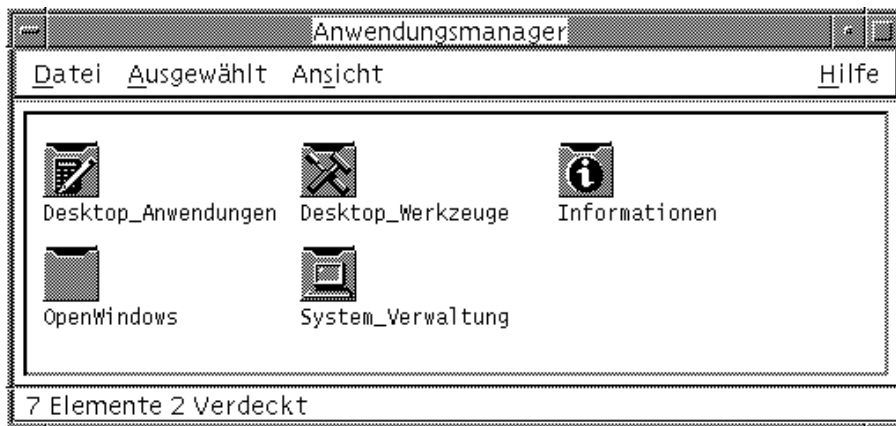 Anwendungsmanager
Datei Ausgewählt Ansicht Hilfe
Desktop_Anwendungen Desktop_Werkzeuge Informationen
OpenWindows System_Verwaltung
7 Elemente 2 Verdeckt